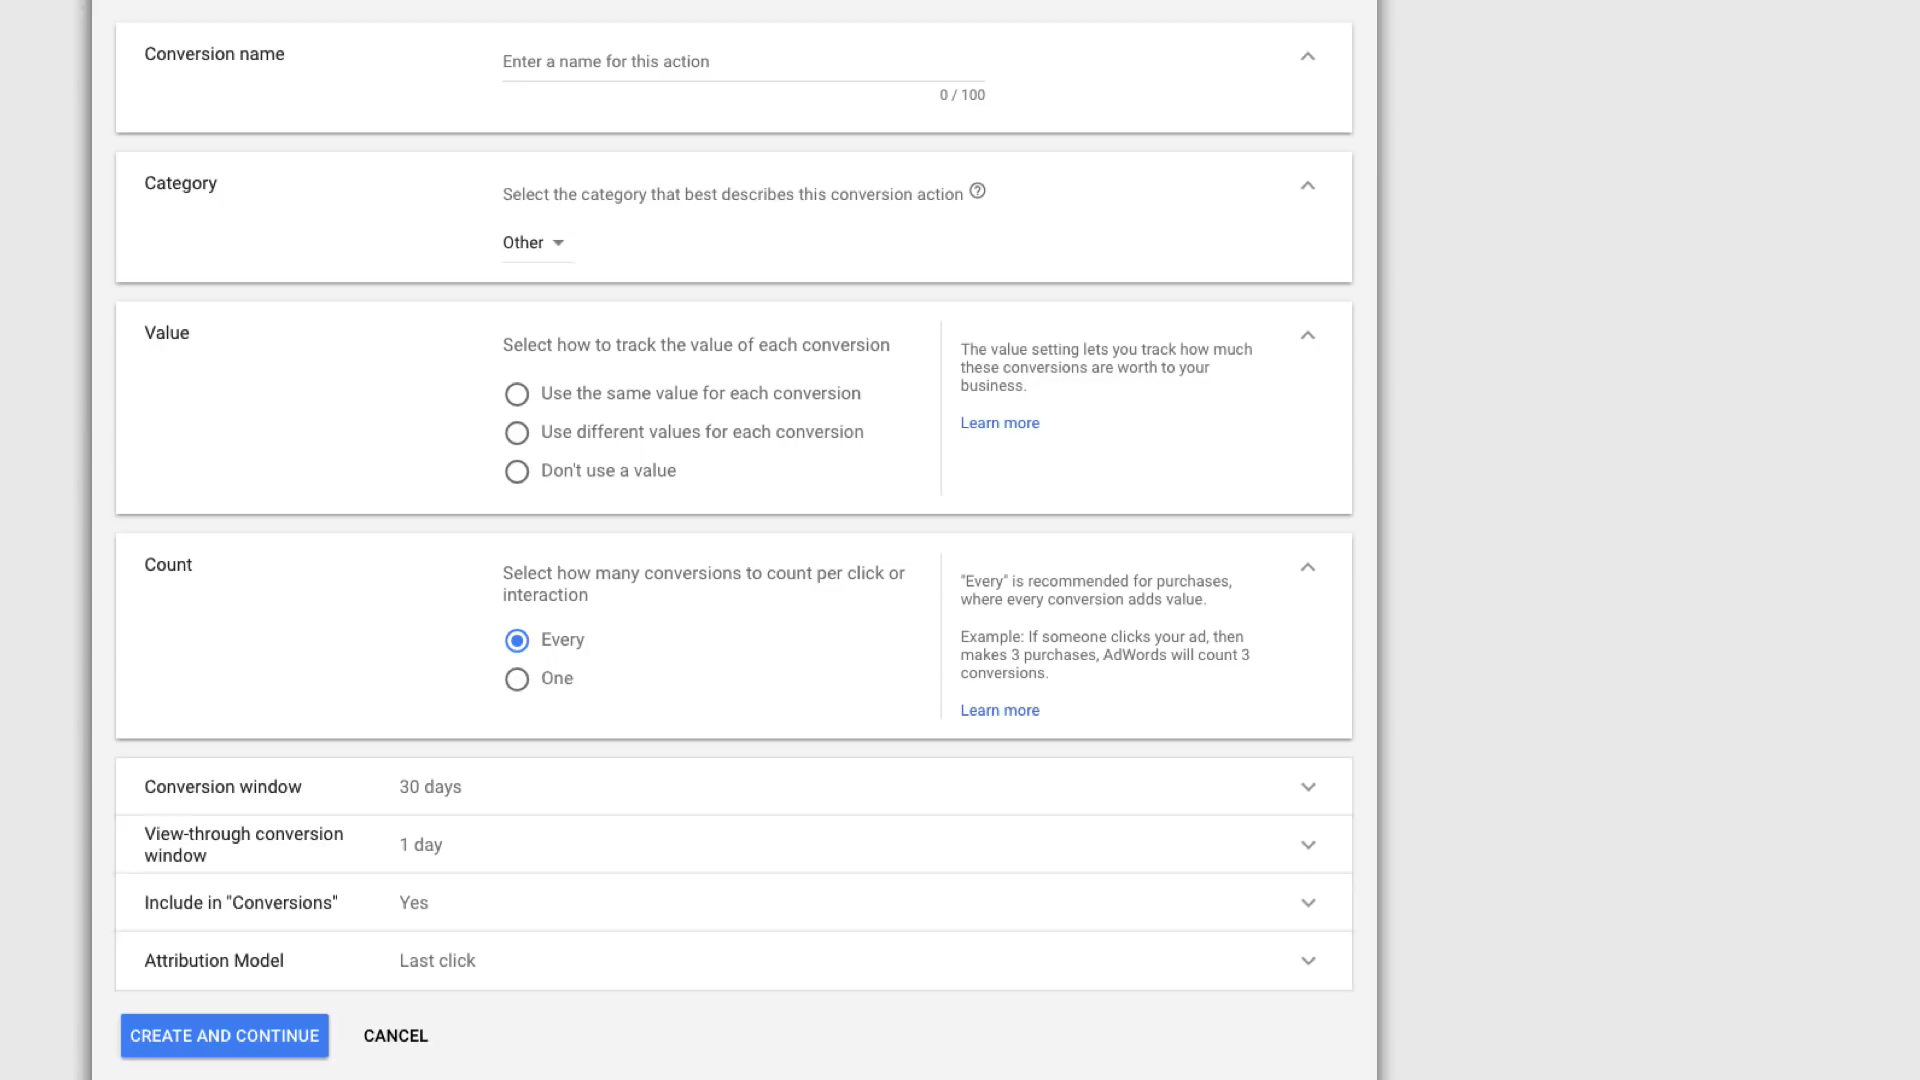 Conversion name
Enter a name for this action
0 / 100
Category
Select the category that best describes this conversion action
Other
Value
Select how to track the value of each conversion
Use the same value for each conversion
Use different values for each conversion
Don't use a value
The value setting lets you track how much
these conversions are worth to your
business.
Learn more
Count
Select how many conversions to count per click or
interaction
Every
One
"Every" is recommended for purchases,
where every conversion adds value.
Example: If someone clicks your ad, then
makes 3 purchases, AdWords will count 3
conversions.
Learn more
Conversion window 30 days
View-through conversion
window
1 day
Include in "Conversions" Yes
Attribution Model Last click
CREATE AND CONTINUE CANCEL